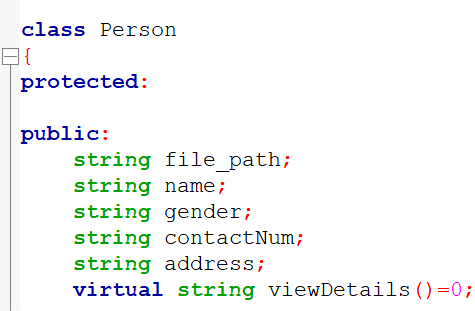 class Person
{
protected:
public:
string file_path;
string name;
string gender;
string contactNum;
string address;
virtual string viewDetails()=0;